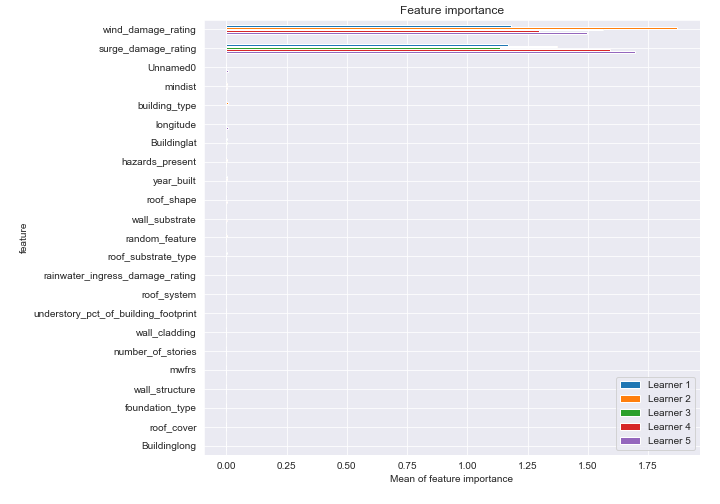 Feature importance
wind_damage_rating
surge_damage_rating
Unnamed0
mindist
building_type
longitude
Buildinglat
hazards_present
year_built
roof_shape
wall_substrate
random_feature
roof_substrate_type
rainwater_ingress_damage_rating
roof_system
understory_pct_of_building_footprint
wall_cladding
number_of_stories
mwfrs
wall_structure
foundation_type
roof_cover
Buildinglong
feature
Learner 1
Learner 2
Learner 3
Learner 4
Learner 5
0.00 0.25 0.50 0.75 1.00 1.25 1.50 1.75
Mean of feature importance